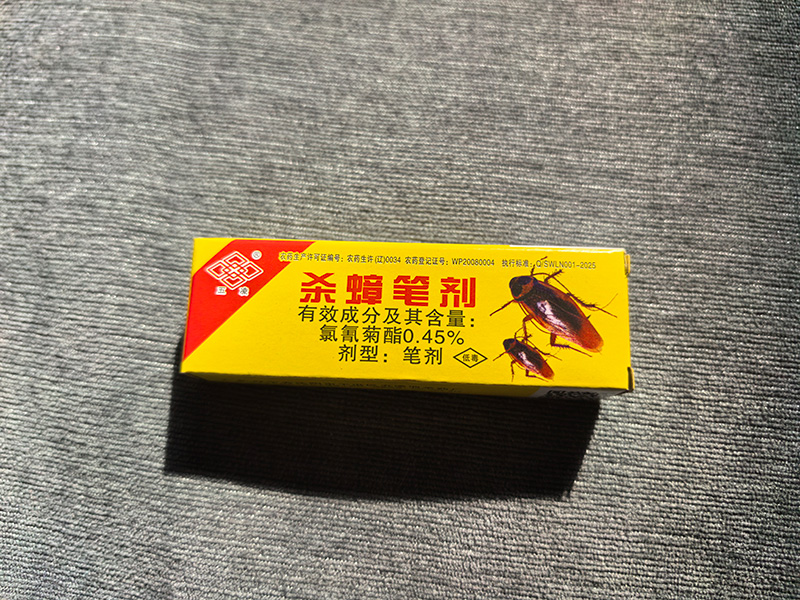 农药生产许可证编号：农药生许(辽)0034 农药登记证号：WP20080004 执行标准：Q/SWLN001-2025
五凌
杀蟑笔剂
有效成分及其含量：
氯氰菊酯0.45%
剂型：笔剂
低毒